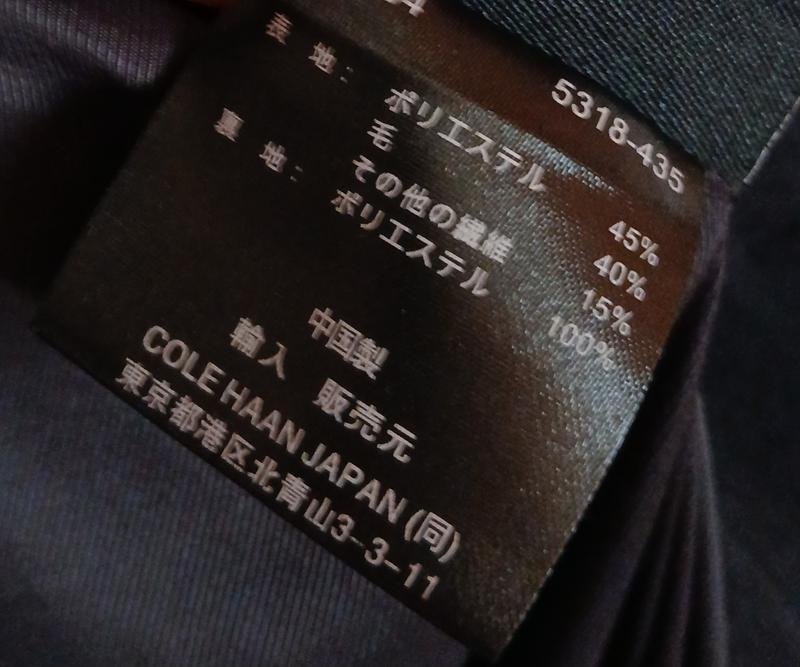 5318-435
表 地: ポリエステル 45%
毛 40%
その他の繊維 15%
裏 地: ポリエステル 100%
中国製
輸入 販売元
COLE HAAN JAPAN (同)
東京都港区北青山3-3-11